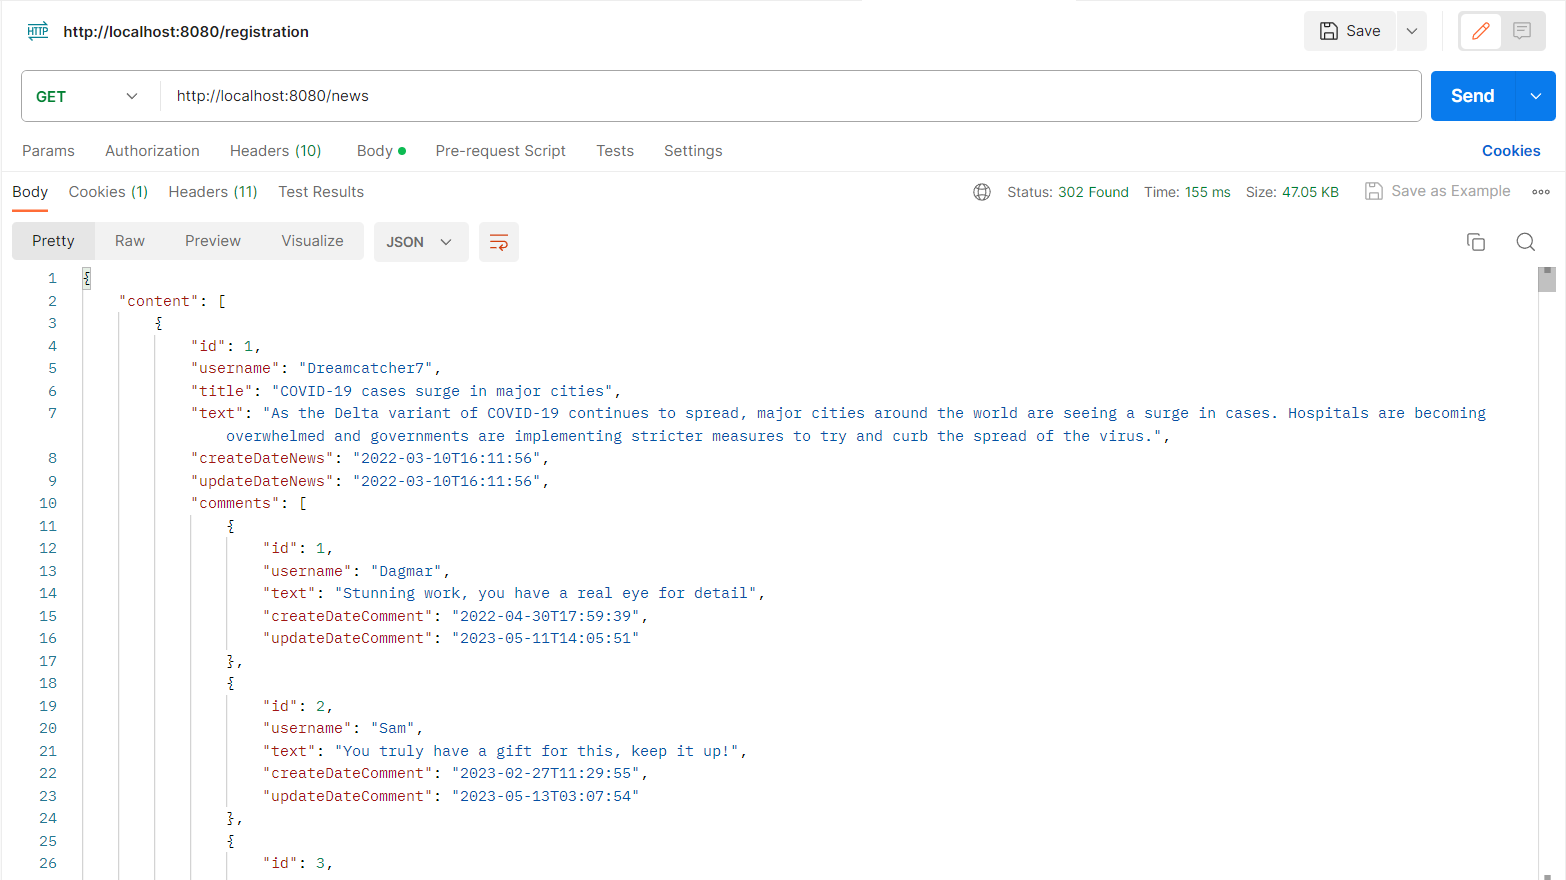 HTTP http://localhost:8080/registration Save
GET http://localhost:8080/news Send
Params Authorization Headers (10) Body Pre-request Script Tests Settings Cookies
Body Cookies (1) Headers (11) Test Results Status: 302 Found Time: 155 ms Size: 47.05 KB Save as Example
Pretty Raw Preview Visualize JSON
1 {
2 "content": [
3 {
4 "id": 1,
5 "username": "Dreamcatcher7",
6 "title": "COVID-19 cases surge in major cities",
7 "text": "As the Delta variant of COVID-19 continues to spread, major cities around the world are seeing a surge in cases. Hospitals are becoming
overwhelmed and governments are implementing stricter measures to try and curb the spread of the virus.",
8 "createDateNews": "2022-03-10T16:11:56",
9 "updateDateNews": "2022-03-10T16:11:56",
10 "comments": [
11 {
12 "id": 1,
13 "username": "Dagmar",
14 "text": "Stunning work, you have a real eye for detail",
15 "createDateComment": "2022-04-30T17:59:39",
16 "updateDateComment": "2023-05-11T14:05:51"
17 },
18 {
19 "id": 2,
20 "username": "Sam",
21 "text": "You truly have a gift for this, keep it up!",
22 "createDateComment": "2023-02-27T11:29:55",
23 "updateDateComment": "2023-05-13T03:07:54"
24 },
25 {
26 "id": 3,